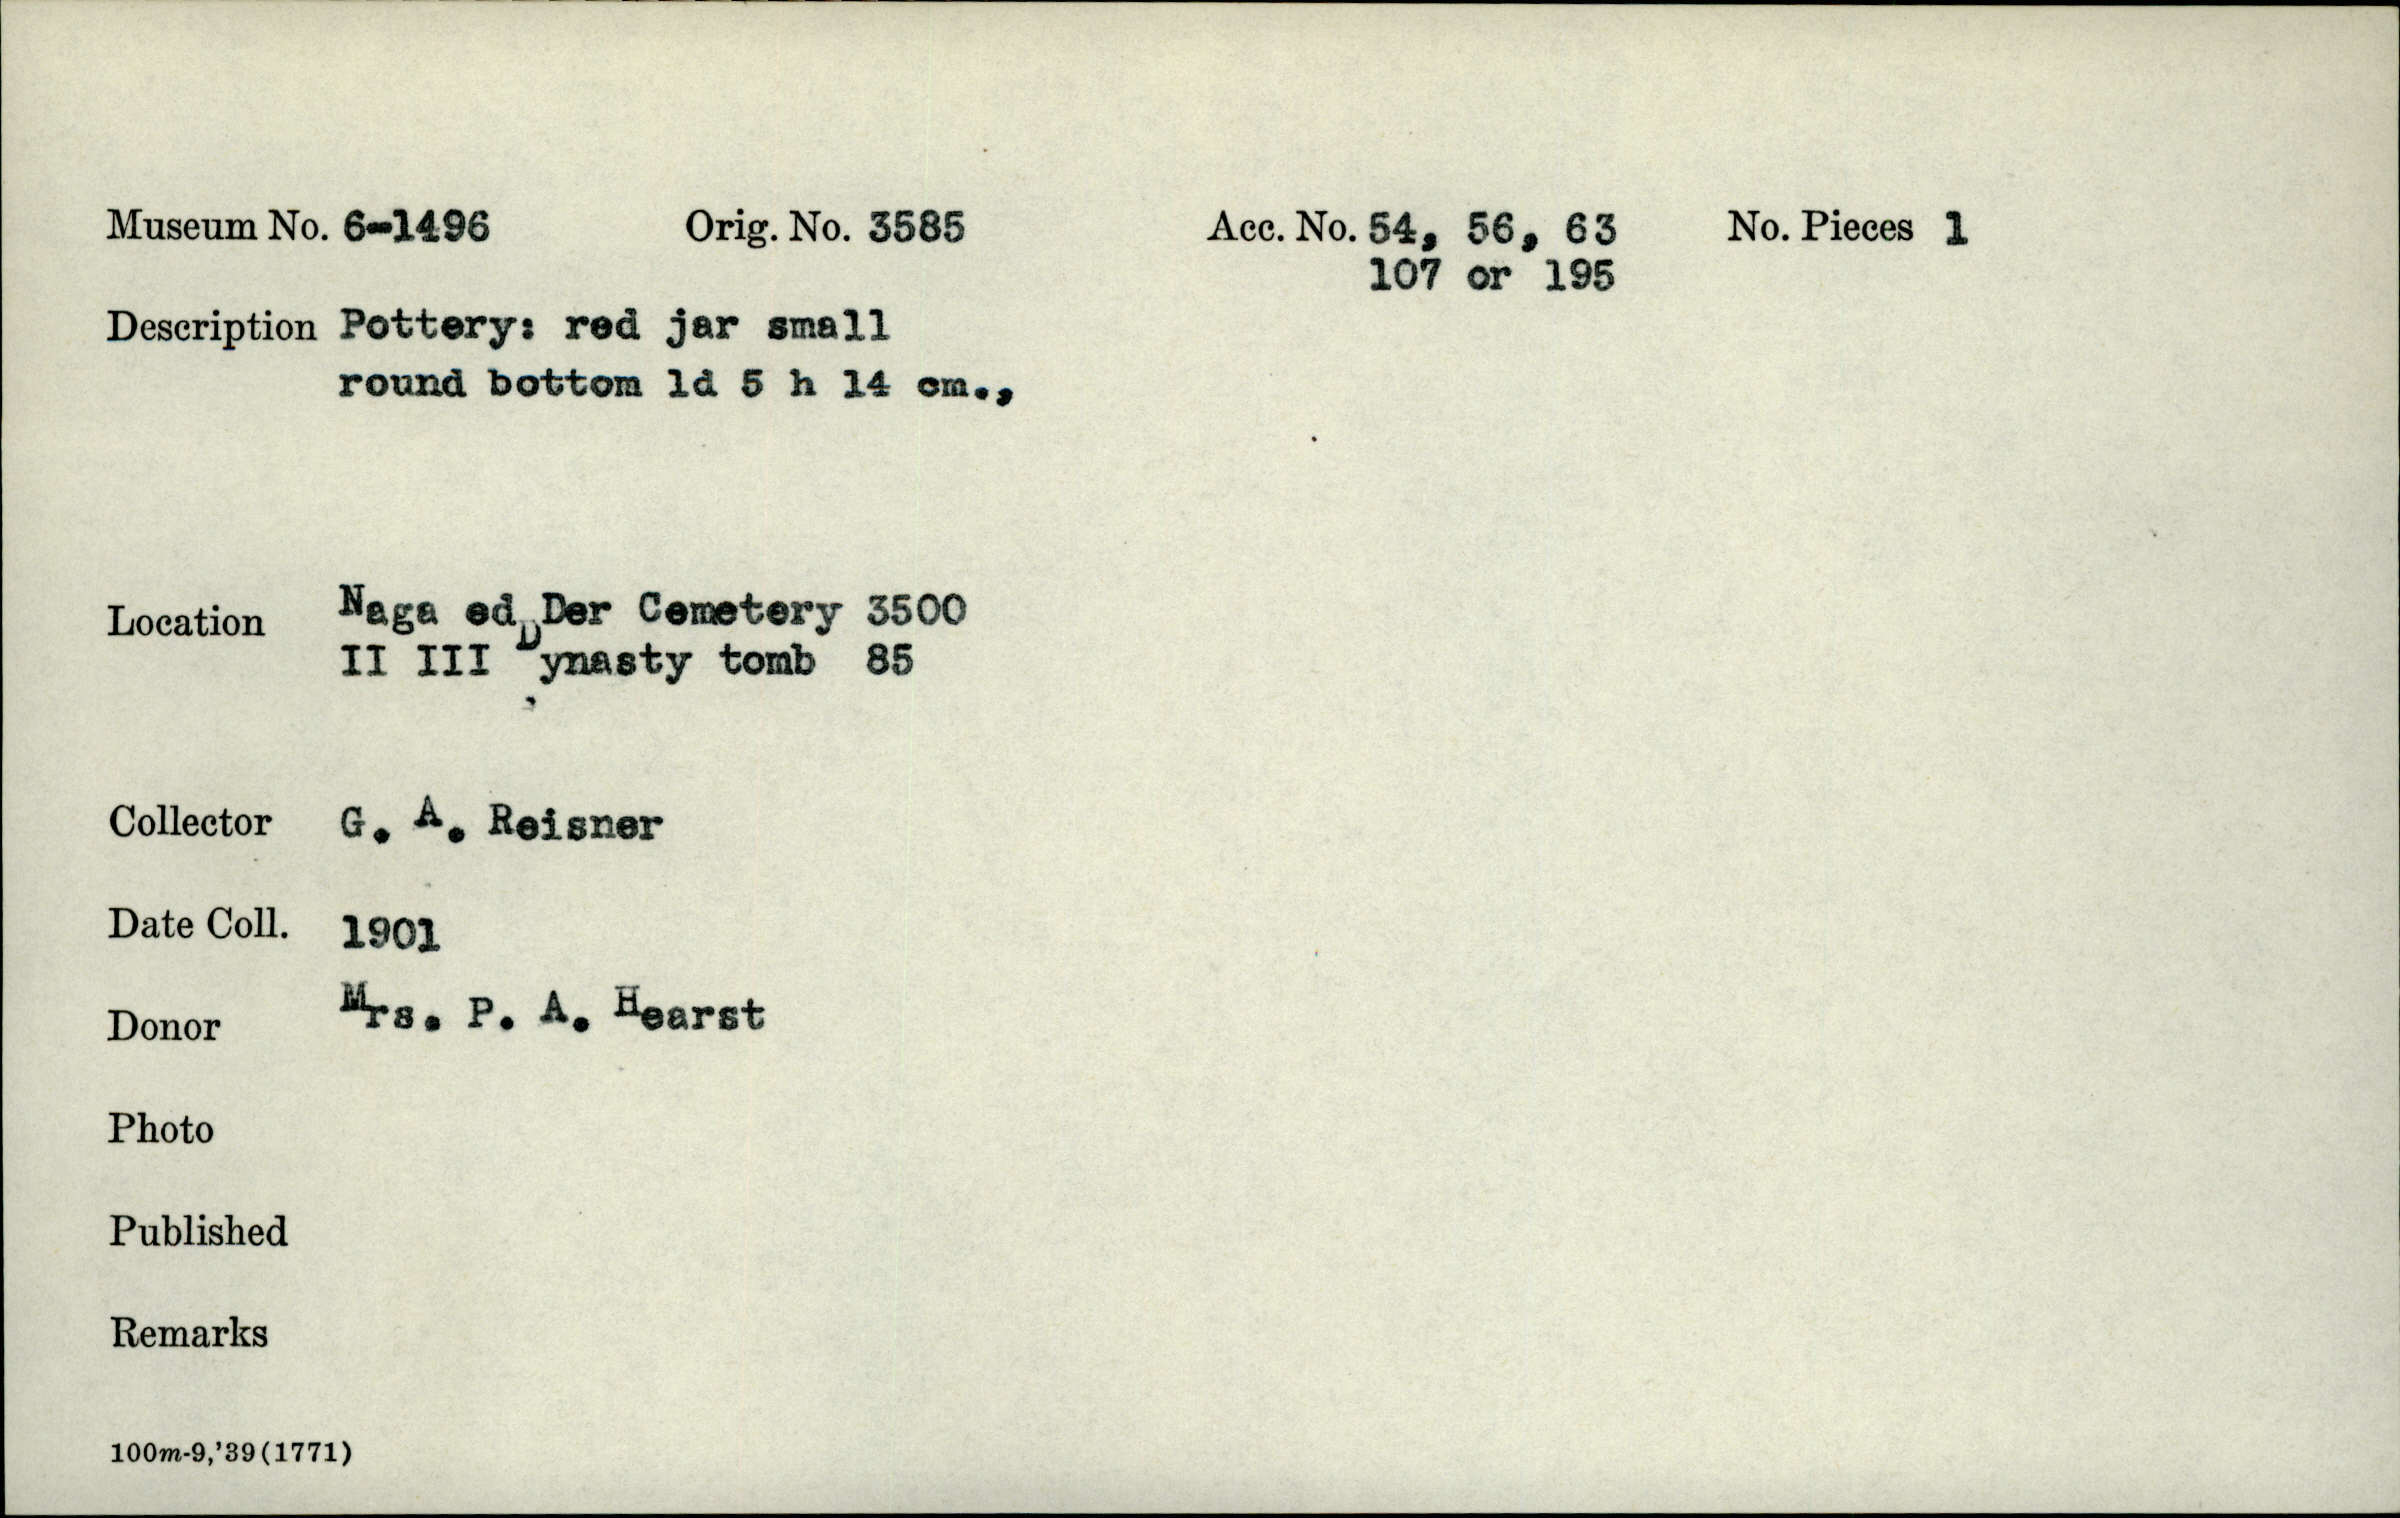 Museum No. 6-1496 Orig. No. 3585 Acc. No. 54, 56, 63 No. Pieces 1
107 or 195
Description Pottery: red jar small
round bottom ld 5 h 14 cm.,
Location Naga ed Der Cemetery 3500
II III Dynasty tomb 85
Collector G. A. Reisner
Date Coll. 1901
Donor Mrs. P. A. Hearst
Photo
Published
Remarks
100m-9,'39(1771)